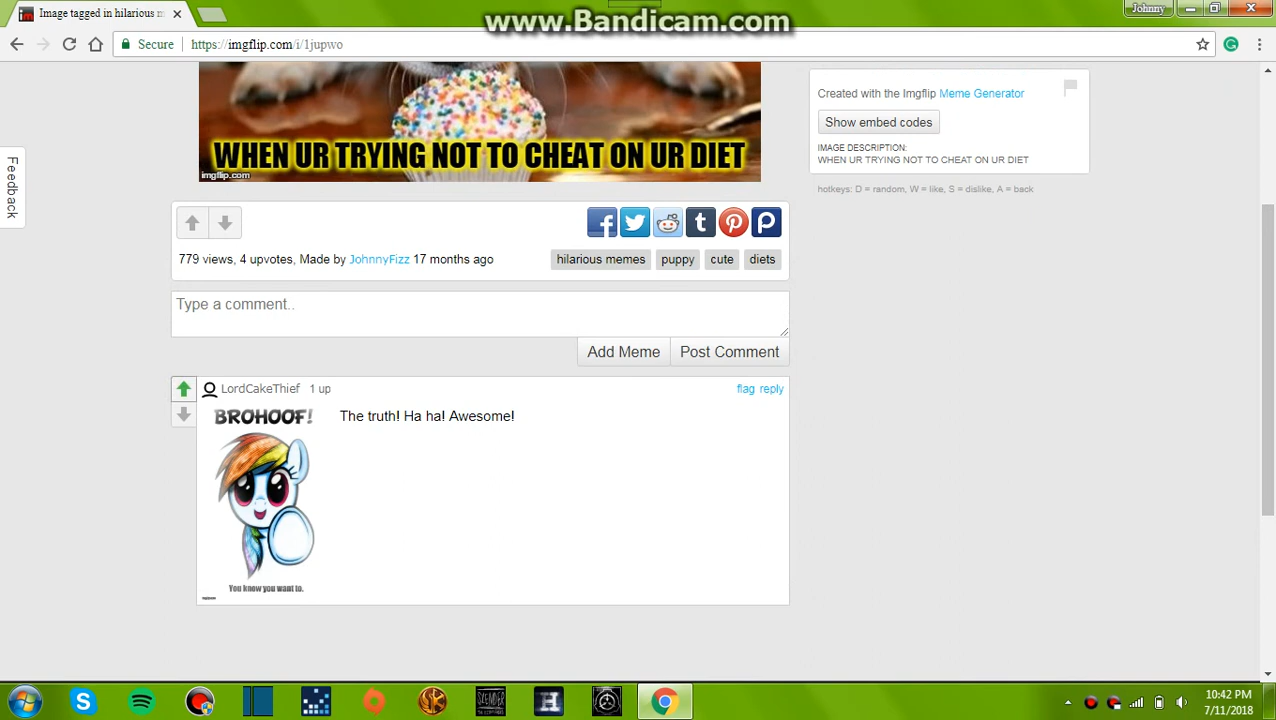 Image tagged in hilarious m
www.Bandicam.com
Johnny
Secure
https://imgflip.com/i/1jupwo
Feedback
WHEN UR TRYING NOT TO CHEAT ON UR DIET
imgflip.com
Created with the Imgflip Meme Generator
Show embed codes
IMAGE DESCRIPTION:
WHEN UR TRYING NOT TO CHEAT ON UR DIET
hotkeys: D = random, W = like, S = dislike, A = back
779 views, 4 upvotes, Made by JohnnyFizz 17 months ago
hilarious memes puppy cute diets
Type a comment..
Add Meme Post Comment
LordCakeThief 1 up
flag reply
BROHOOF!
The truth! Ha ha! Awesome!
You know you want to.
10:42 PM
7/11/2018